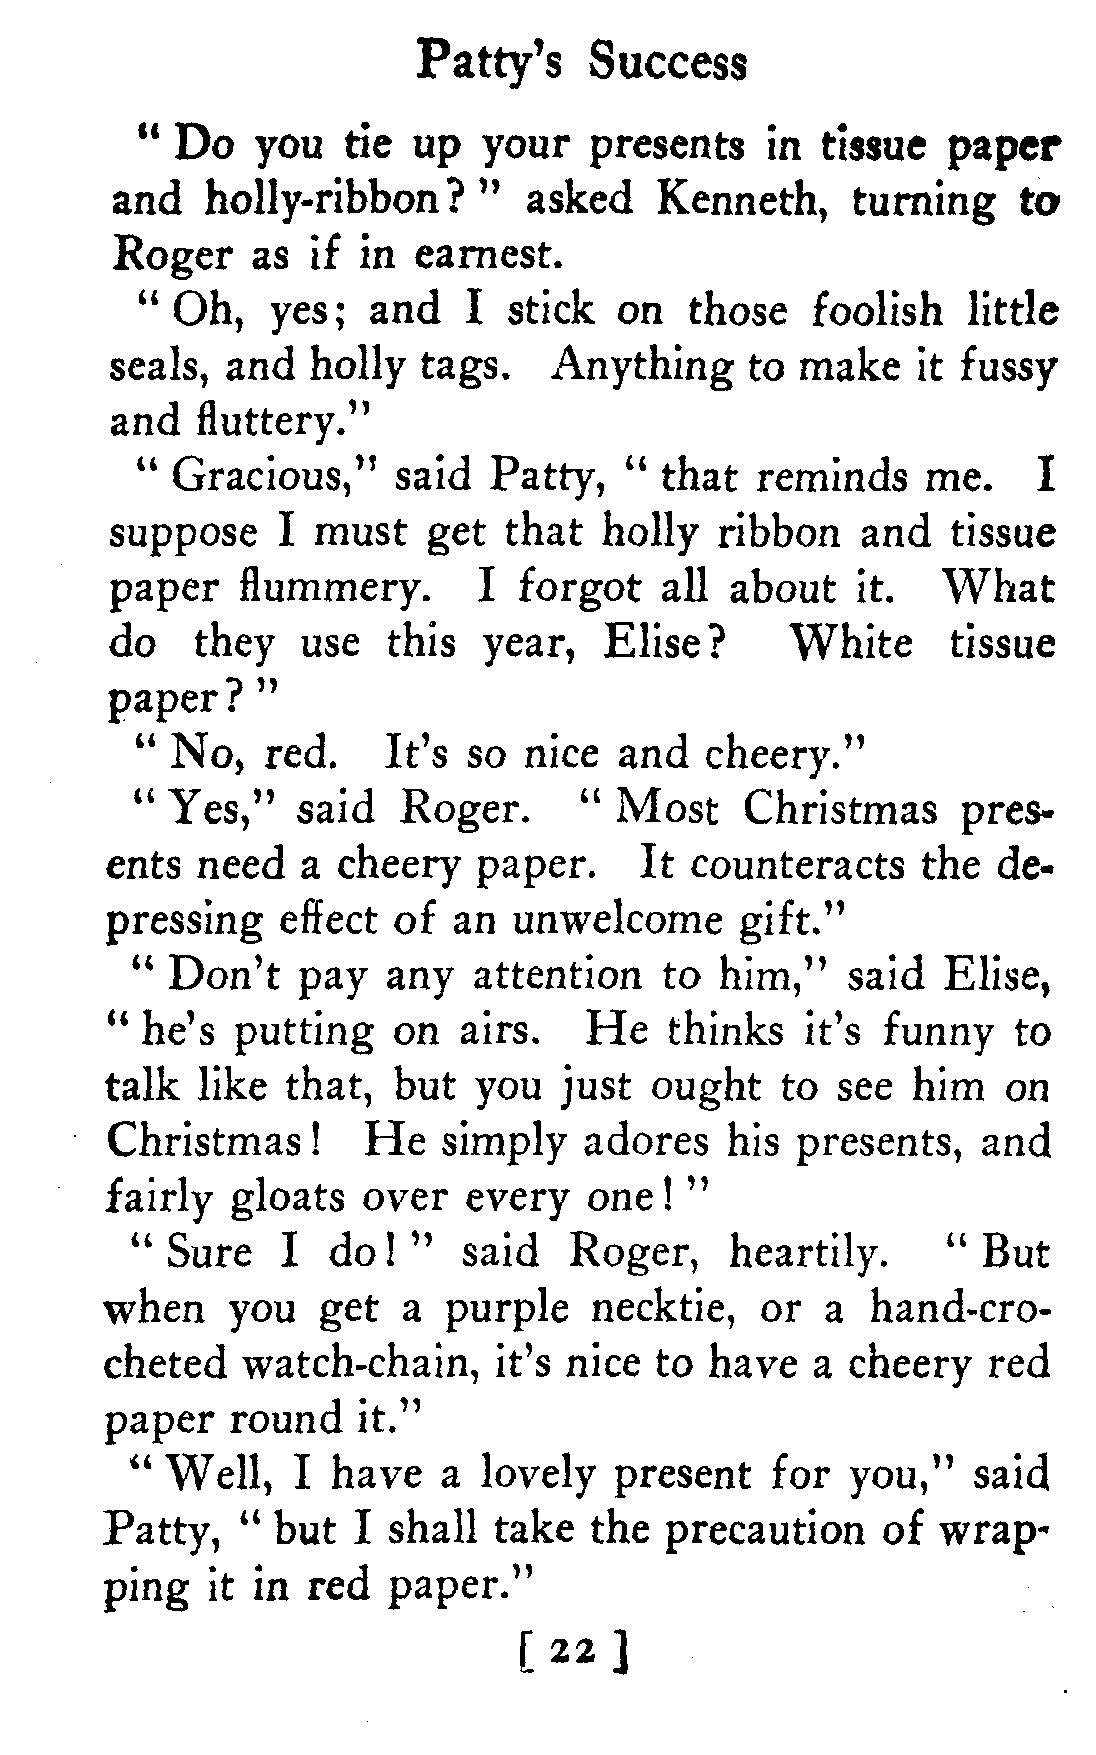 Patty's Success
" Do you tie up your presents in tissue paper
and holly-ribbon? " asked Kenneth, turning to
Roger as if in earnest.
" Oh, yes; and I stick on those foolish little
seals, and holly tags. Anything to make it fussy
and fluttery."
" Gracious," said Patty, " that reminds me. I
suppose I must get that holly ribbon and tissue
paper flummery. I forgot all about it. What
do they use this year, Elise? White tissue
paper? "
" No, red. It's so nice and cheery."
" Yes," said Roger. " Most Christmas pres-
ents need a cheery paper. It counteracts the de-
pressing effect of an unwelcome gift."
" Don't pay any attention to him," said Elise,
" he's putting on airs. He thinks it's funny to
talk like that, but you just ought to see him on
Christmas! He simply adores his presents, and
fairly gloats over every one! "
" Sure I do! " said Roger, heartily. " But
when you get a purple necktie, or a hand-cro-
cheted watch-chain, it's nice to have a cheery red
paper round it."
" Well, I have a lovely present for you," said
Patty, " but I shall take the precaution of wrap-
ping it in red paper."
[ 22 ]